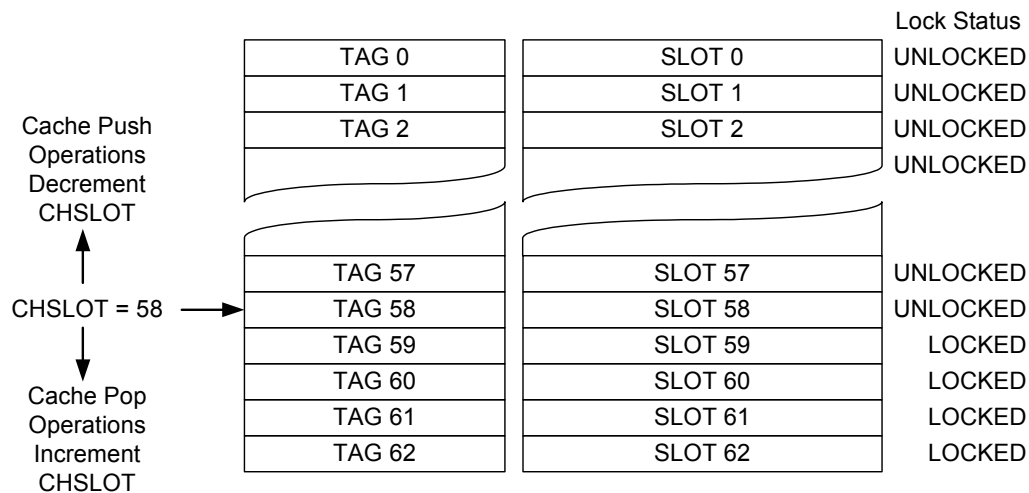 Lock Status
TAG 0 SLOT 0 UNLOCKED
TAG 1 SLOT 1 UNLOCKED
TAG 2 SLOT 2 UNLOCKED
UNLOCKED
Cache Push
Operations
Decrement
CHSLOT
TAG 57 SLOT 57 UNLOCKED
CHSLOT = 58 TAG 58 SLOT 58 UNLOCKED
TAG 59 SLOT 59 LOCKED
TAG 60 SLOT 60 LOCKED
TAG 61 SLOT 61 LOCKED
TAG 62 SLOT 62 LOCKED
Cache Pop
Operations
Increment
CHSLOT